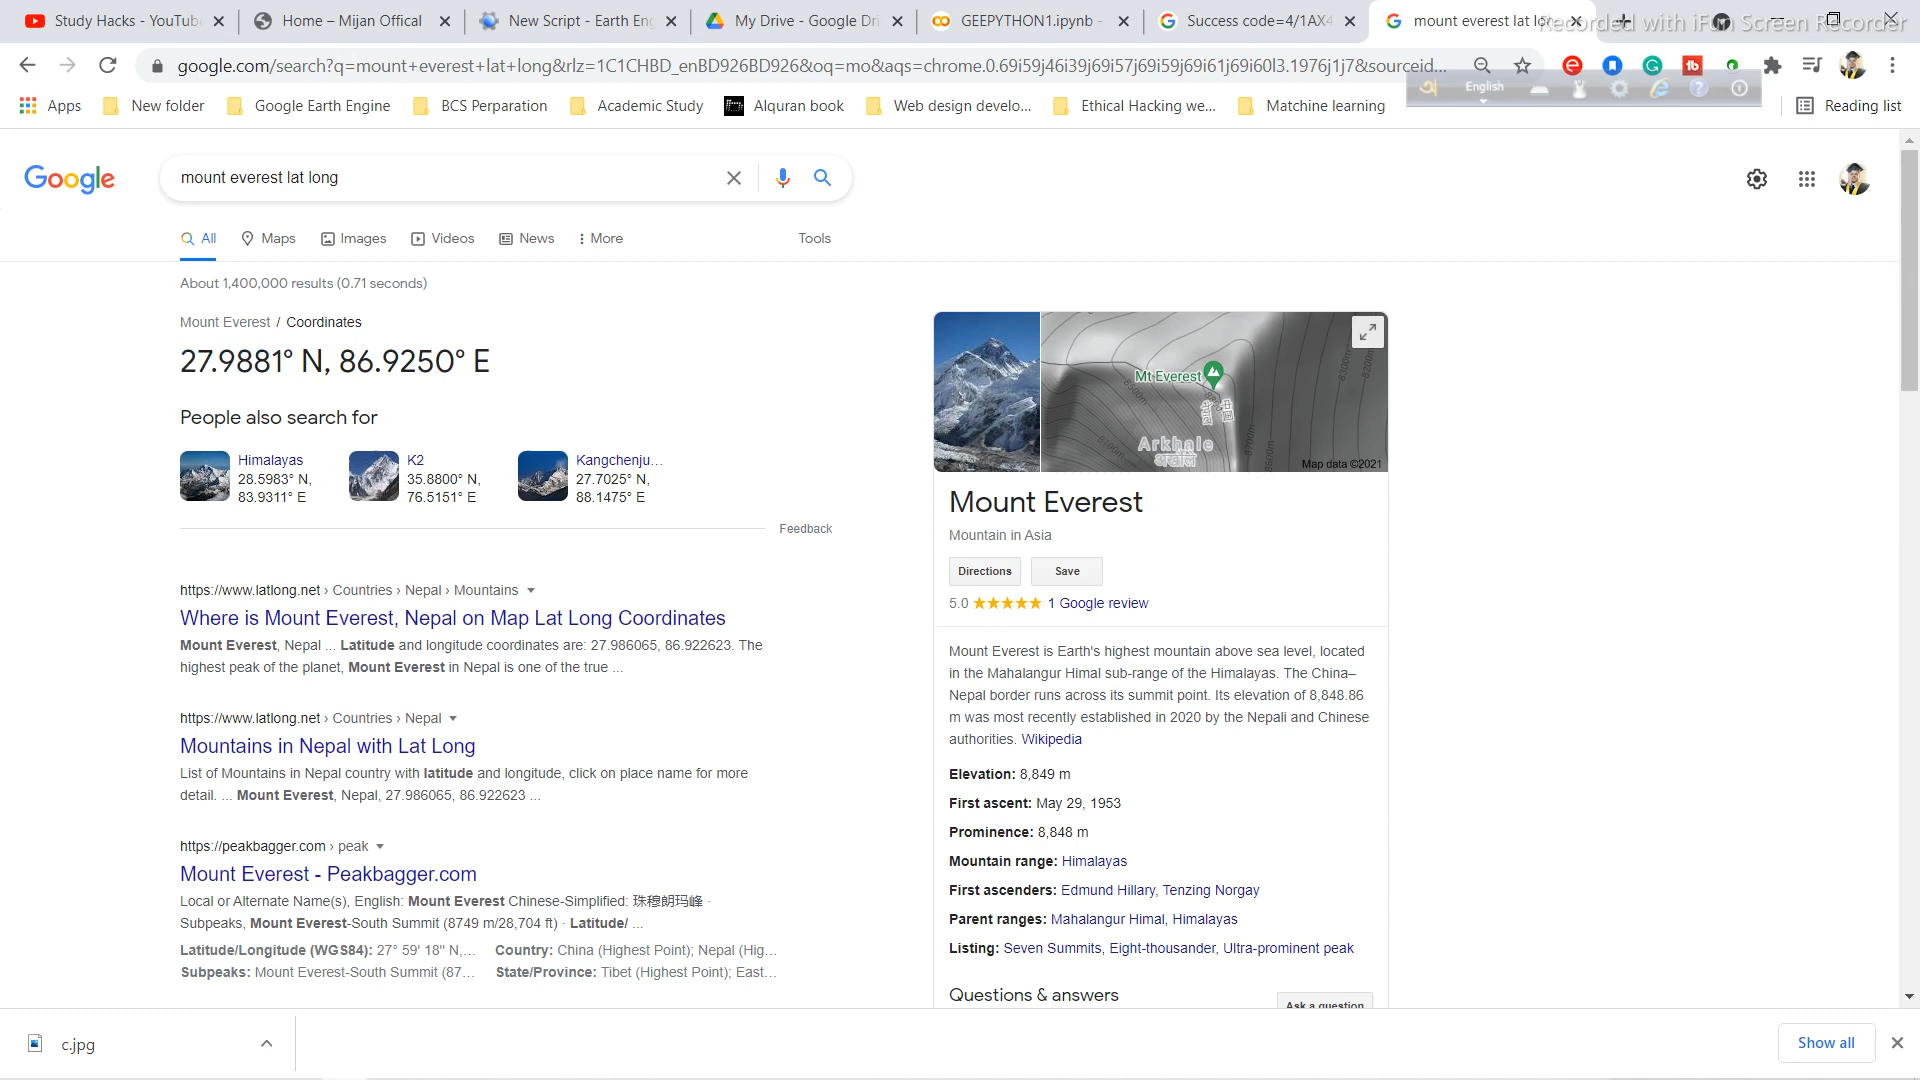 Study Hacks - YouTube
Home – Mijan Offical
New Script - Earth Eng
My Drive - Google Dri
GEEPYTHON1.ipynb -
Success code=4/1AX4
mount everest lat lon
Recorded with iFun Screen Recorder
google.com/search?q=mount+everest+lat+long&rlz=1C1CHBD_enBD926BD926&oq=mo&aqs=chrome.0.69i59j46i39j69i57j69i59j69i61j69i60l3.1976j1j7&sourceid...
Apps
New folder
Google Earth Engine
BCS Perparation
Academic Study
Alquran book
Web design develo...
Ethical Hacking we...
Matchine learning
English
Reading list
Google
mount everest lat long
All
Maps
Images
Videos
News
More
Tools
About 1,400,000 results (0.71 seconds)
Mount Everest / Coordinates
27.9881° N, 86.9250° E
People also search for
Himalayas
28.5983° N,
83.9311° E
K2
35.8800° N,
76.5151° E
Kangchenju...
27.7025° N,
88.1475° E
Feedback
https://www.latlong.net › Countries › Nepal › Mountains
Where is Mount Everest, Nepal on Map Lat Long Coordinates
Mount Everest, Nepal ... Latitude and longitude coordinates are: 27.986065, 86.922623. The
highest peak of the planet, Mount Everest in Nepal is one of the true ...
https://www.latlong.net › Countries › Nepal
Mountains in Nepal with Lat Long
List of Mountains in Nepal country with latitude and longitude, click on place name for more
detail. ... Mount Everest, Nepal, 27.986065, 86.922623 ...
https://peakbagger.com › peak
Mount Everest - Peakbagger.com
Local or Alternate Name(s), English: Mount Everest Chinese-Simplified: 珠穆朗玛峰 ·
Subpeaks, Mount Everest-South Summit (8749 m/28,704 ft) · Latitude/ ...
Latitude/Longitude (WGS84): 27° 59' 18'' N,...
Country: China (Highest Point); Nepal (Hig...
Subpeaks: Mount Everest-South Summit (87...
State/Province: Tibet (Highest Point); East...
Mt Everest
8500m
8100m
8700m
8600m
8300m
8200m
Arkhale
Map data ©2021
Mount Everest
Mountain in Asia
Directions
Save
5.0 ★★★★★ 1 Google review
Mount Everest is Earth's highest mountain above sea level, located
in the Mahalangur Himal sub-range of the Himalayas. The China–
Nepal border runs across its summit point. Its elevation of 8,848.86
m was most recently established in 2020 by the Nepali and Chinese
authorities. Wikipedia
Elevation: 8,849 m
First ascent: May 29, 1953
Prominence: 8,848 m
Mountain range: Himalayas
First ascenders: Edmund Hillary, Tenzing Norgay
Parent ranges: Mahalangur Himal, Himalayas
Listing: Seven Summits, Eight-thousander, Ultra-prominent peak
Questions & answers
Ask a question
c.jpg
Show all